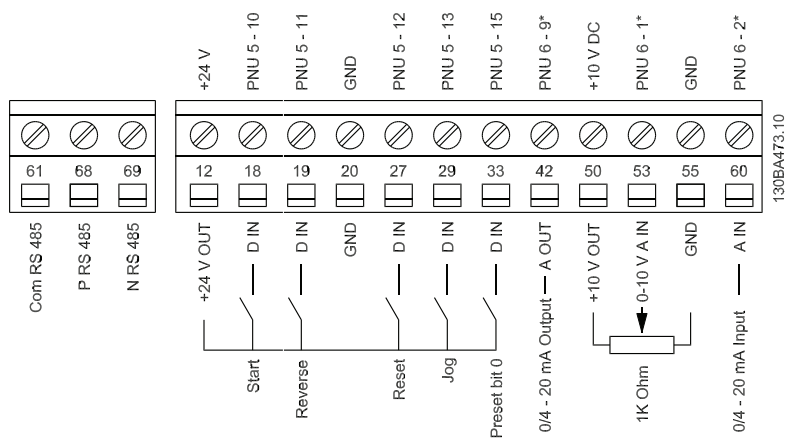 +24 V
PNU 5 - 10
PNU 5 - 11
GND
PNU 5 - 12
PNU 5 - 13
PNU 5 - 15
PNU 6 - 9*
+10 V DC
PNU 6 - 1*
GND
PNU 6 - 2*
61 68 69
12 18 19 20 27 29 33 42 50 53 55 60
130BA473.10
Com RS 485
P RS 485
N RS 485
+24 V OUT
D IN
D IN
GND
D IN
D IN
D IN
A OUT
+10 V OUT
0-10 V A IN
GND
A IN
Start
Reverse
Reset
Jog
Preset bit 0
0/4 - 20 mA Output
1K Ohm
0/4 - 20 mA Input